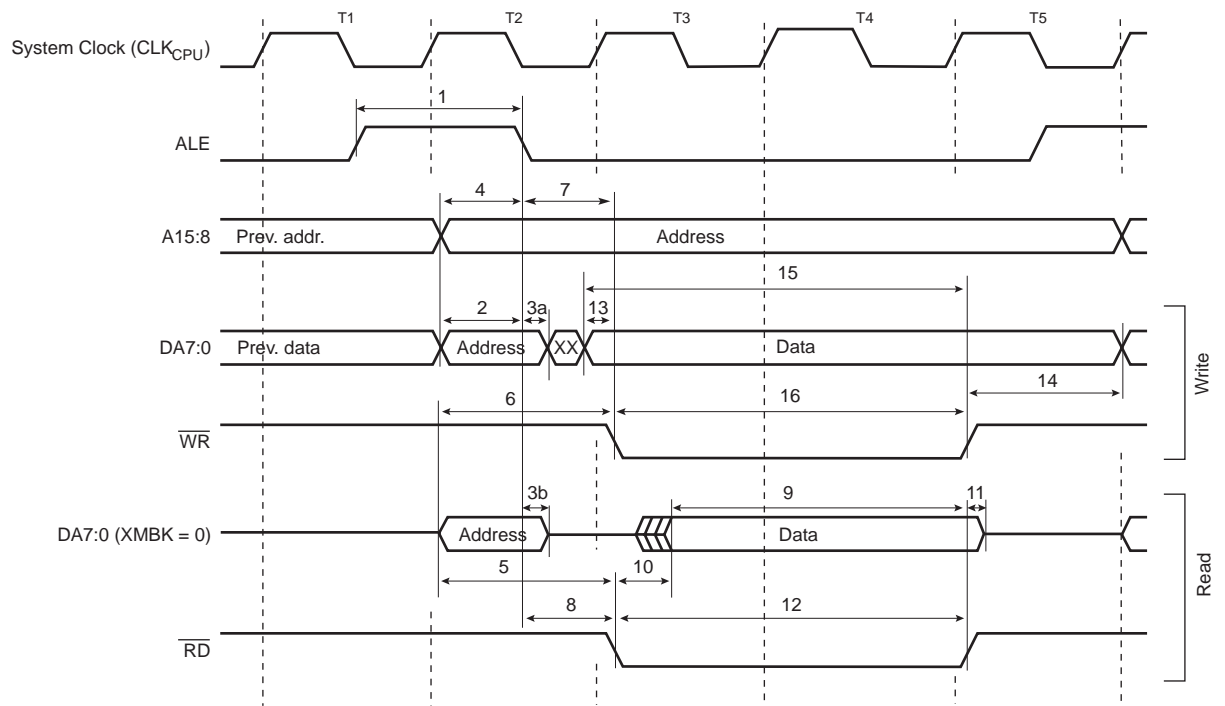 T1 T2 T3 T4 T5
System Clock (CLKCPU)
1
ALE
4 7
A15:8 Prev. addr. Address
15
2 3a 13
DA7:0 Prev. data Address XX Data
14
6 16
WR
Write
3b 9 11
DA7:0 (XMBK = 0) Address Data
5 10
8 12
RD
Read